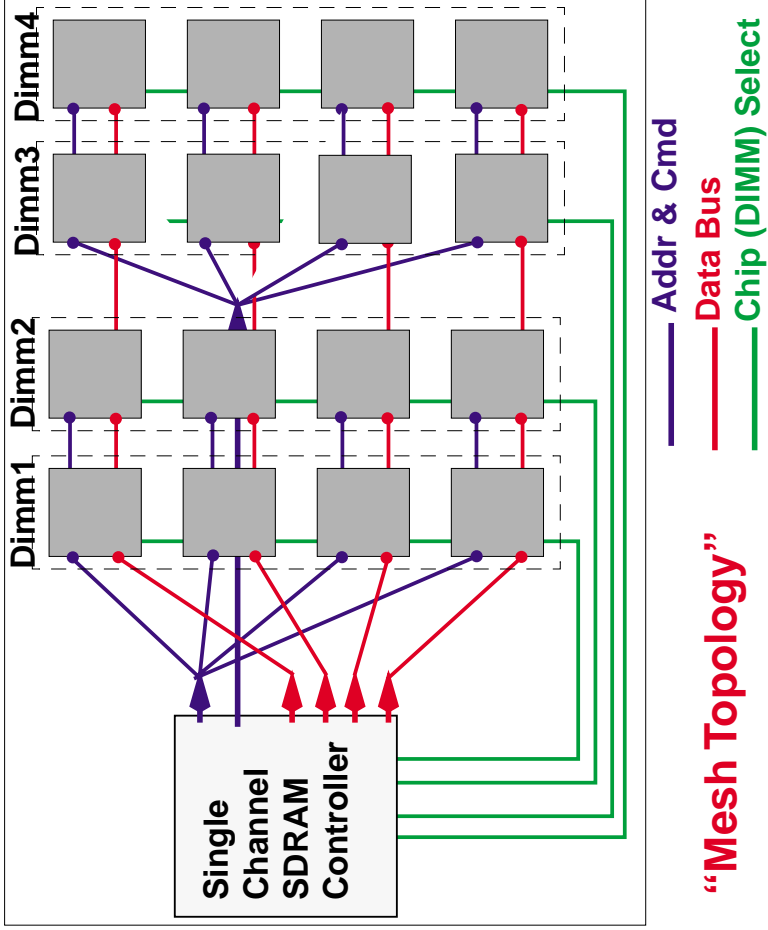 Dimm1
Dimm2
Dimm3
Dimm4
Single
Channel
SDRAM
Controller
Addr & Cmd
Data Bus
Chip (DIMM) Select
“Mesh Topology”